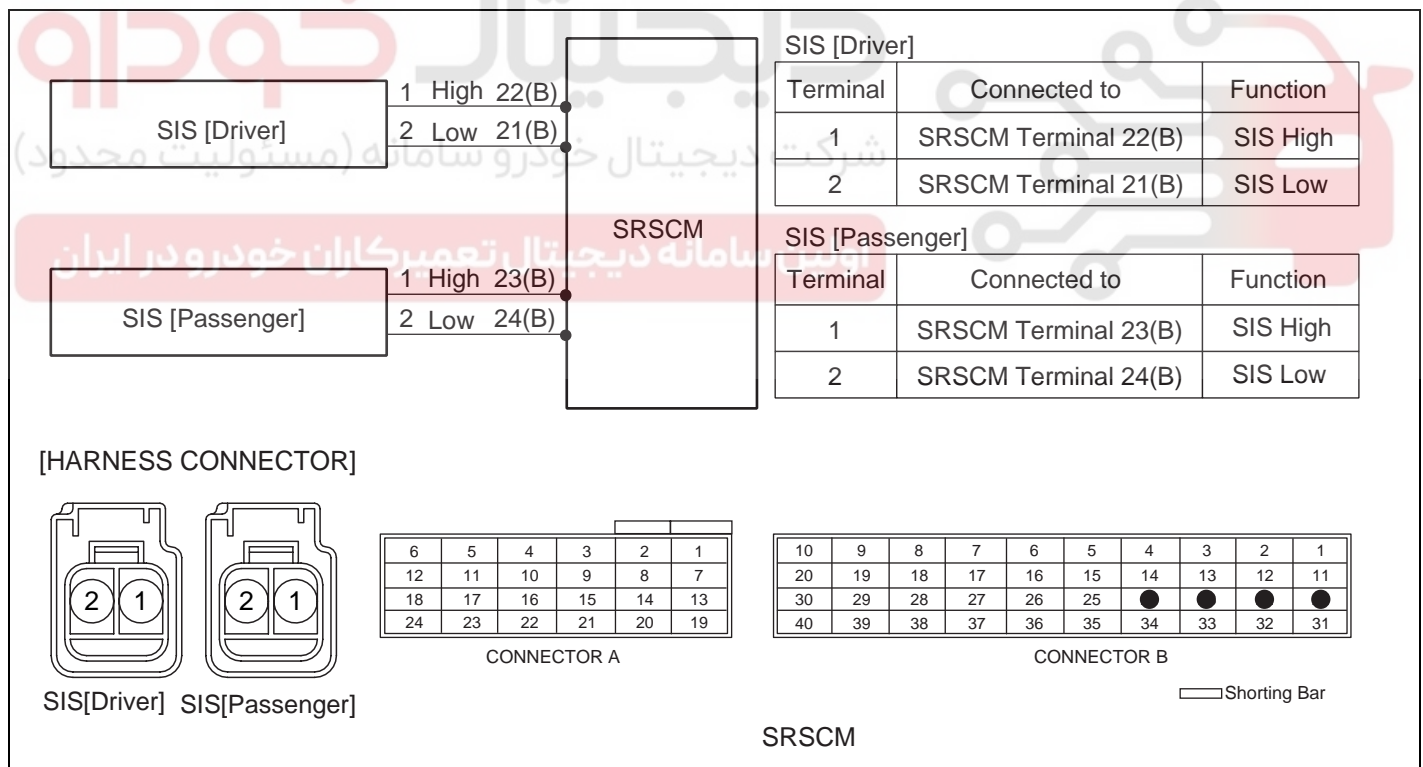 دیجیتال خودرو
شرکت دیجیتال خودرو سامانه (مسئولیت محدود)
اولین سامانه دیجیتال تعمیرکاران خودرو در ایران
SIS [Driver]
1 High 22(B)
2 Low 21(B)
SIS [Passenger]
1 High 23(B)
2 Low 24(B)
SRSCM
SIS [Driver]
Terminal Connected to Function
1 SRSCM Terminal 22(B) SIS High
2 SRSCM Terminal 21(B) SIS Low
SIS [Passenger]
Terminal Connected to Function
1 SRSCM Terminal 23(B) SIS High
2 SRSCM Terminal 24(B) SIS Low
[HARNESS CONNECTOR]
2 1
SIS[Driver]
2 1
SIS[Passenger]
6 5 4 3 2 1
12 11 10 9 8 7
18 17 16 15 14 13
24 23 22 21 20 19
CONNECTOR A
10 9 8 7 6 5 4 3 2 1
20 19 18 17 16 15 14 13 12 11
30 29 28 27 26 25
40 39 38 37 36 35 34 33 32 31
CONNECTOR B
Shorting Bar
SRSCM